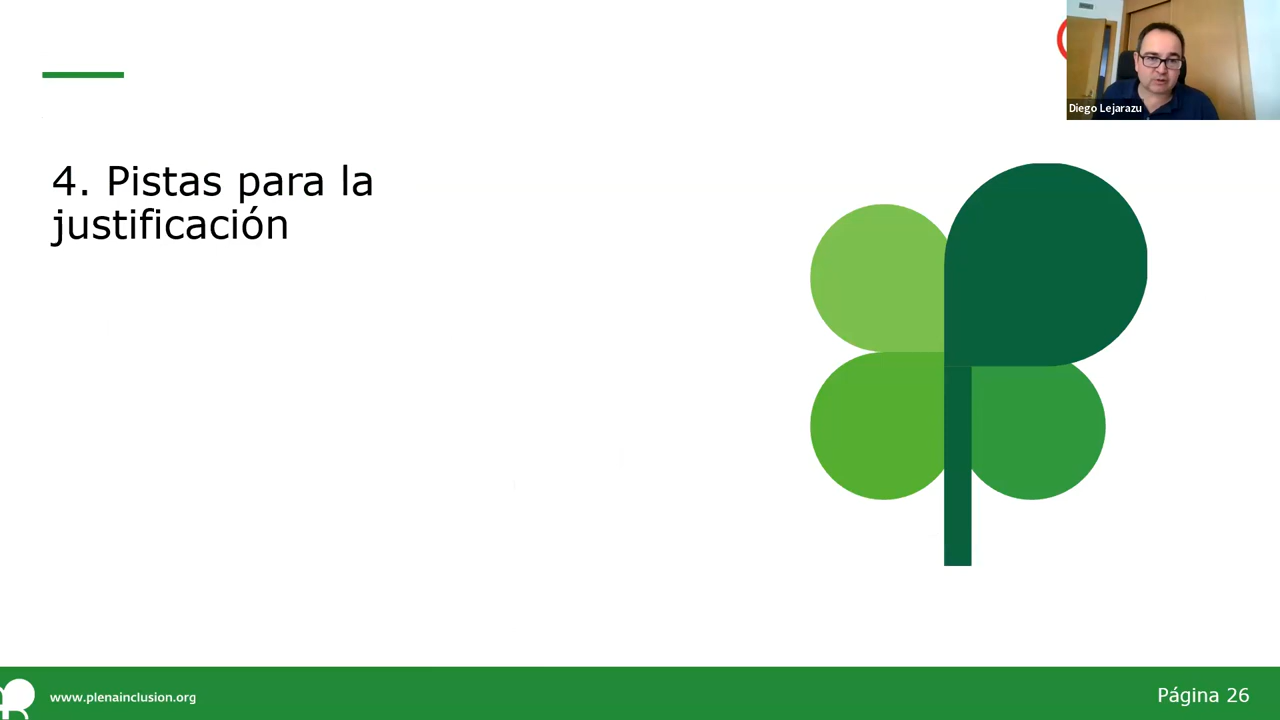 Diego Lejarazu
4. Pistas para la
justificación
www.plenainclusion.org
Página 26